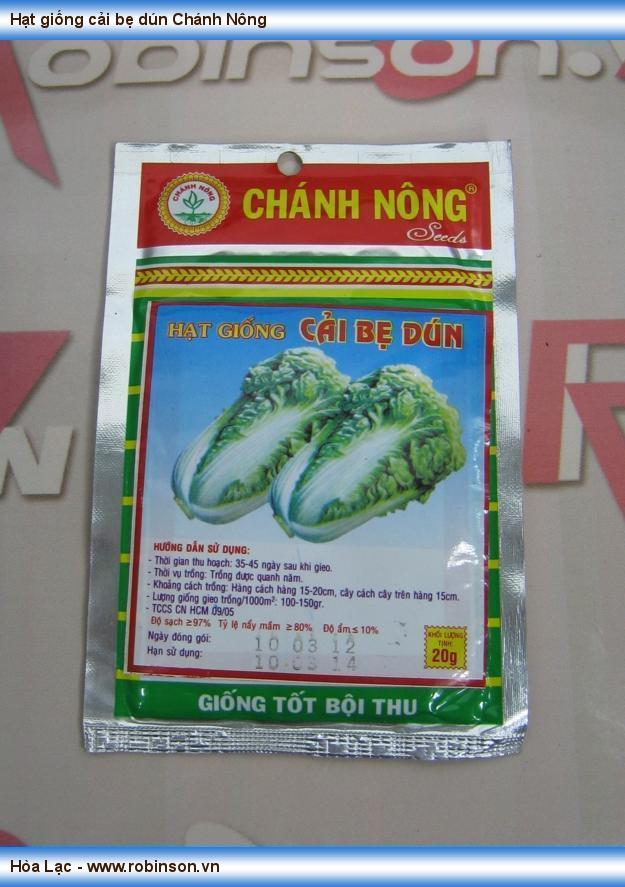 Hạt giống cải bẹ dún Chánh Nông
Robinson.v
CHÁNH NÔNG
CHÁNH NÔNG®
Seeds
HẠT GIỐNG CẢI BẸ DÚN
HƯỚNG DẪN SỬ DỤNG:
- Thời gian thu hoạch: 35-45 ngày sau khi gieo.
- Thời vụ trồng: Trồng được quanh năm.
- Khoảng cách trồng: Hàng cách hàng 15-20cm, cây cách cây trên hàng 15cm.
- Lượng giống gieo trồng/1000m²: 100-150gr.
- TCCS CN HCM 09/05
Độ sạch ≥97% Tỷ lệ nẩy mầm ≥80% Độ ẩm ≤ 10%
Ngày đóng gói: 10 03 12
Hạn sử dụng: 10 03 14
KHỐI LƯỢNG
TỊNH:
20g
GIỐNG TỐT BỘI THU
Hòa Lạc - www.robinson.vn